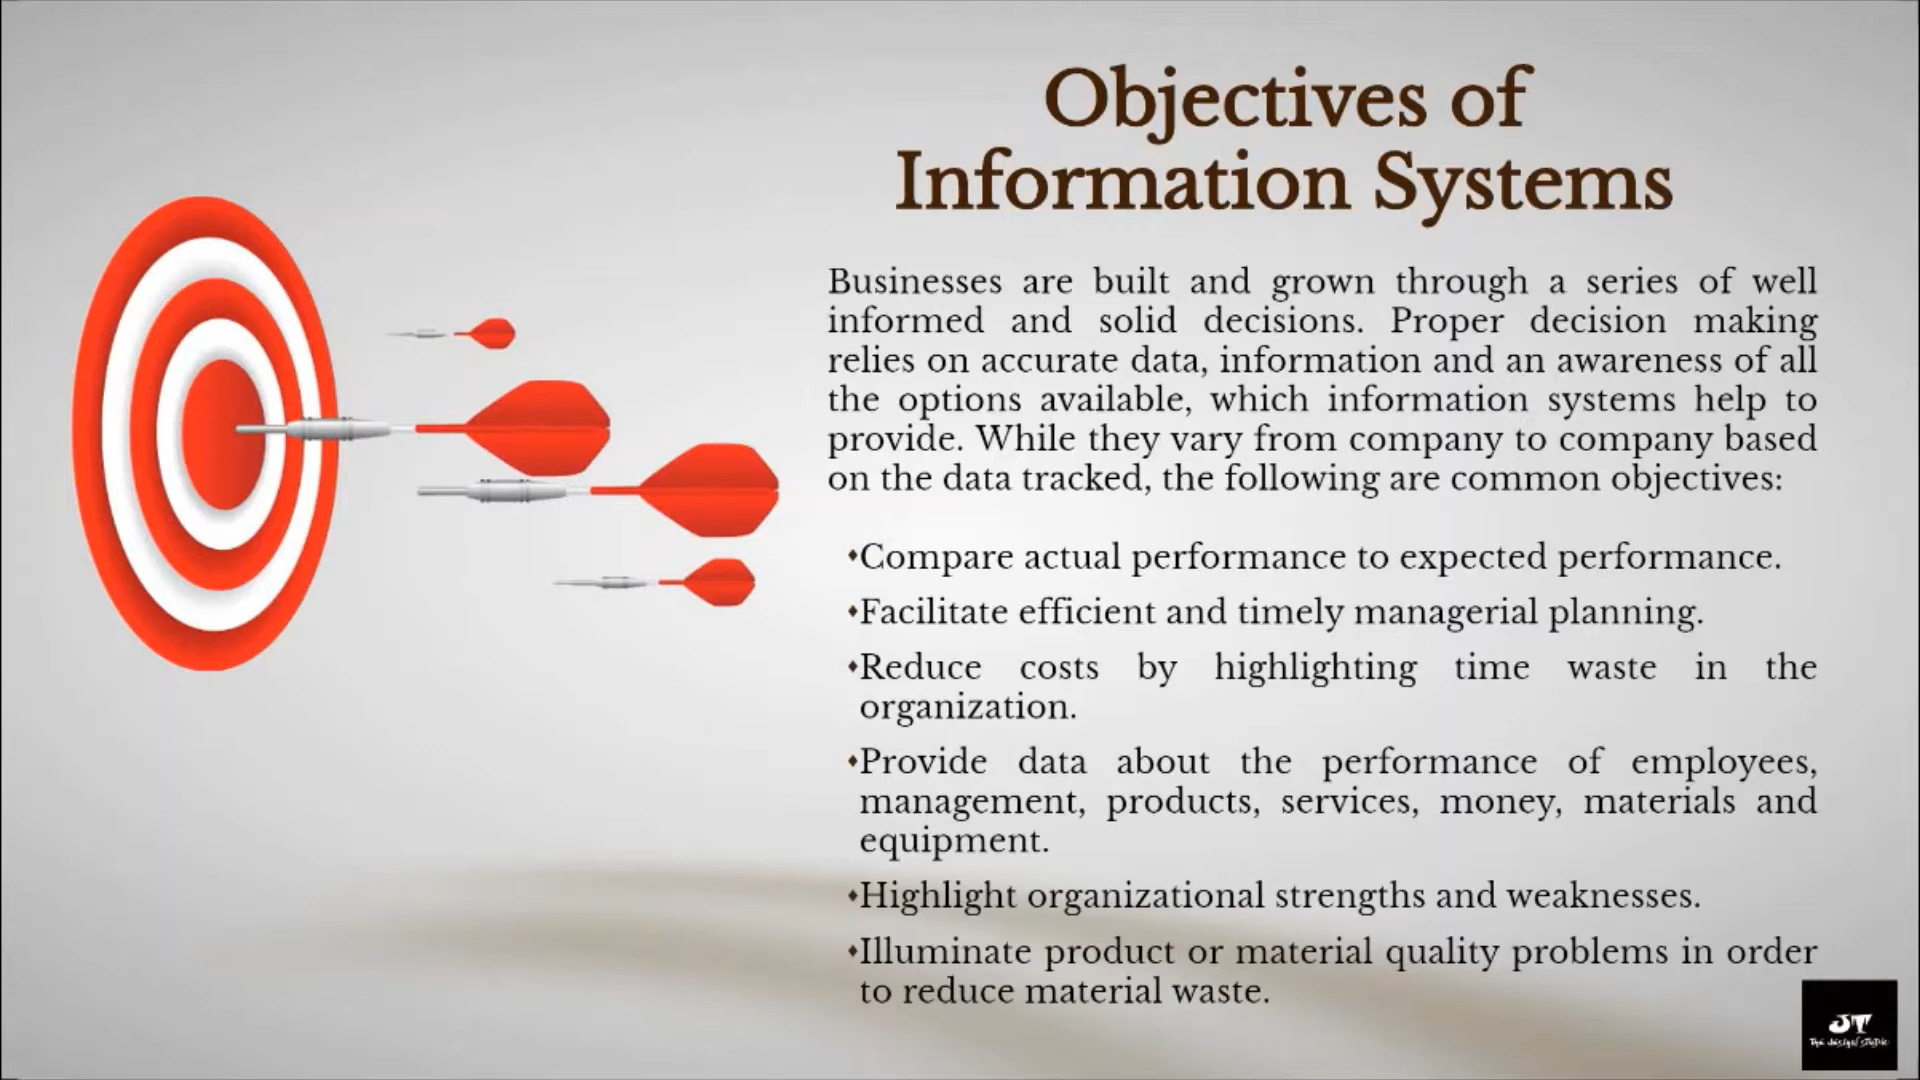 Objectives of
Information Systems
Businesses are built and grown through a series of well
informed and solid decisions. Proper decision making
relies on accurate data, information and an awareness of all
the options available, which information systems help to
provide. While they vary from company to company based
on the data tracked, the following are common objectives:
♦Compare actual performance to expected performance.
♦Facilitate efficient and timely managerial planning.
♦Reduce costs by highlighting time waste in the
organization.
♦Provide data about the performance of employees,
management, products, services, money, materials and
equipment.
♦Highlight organizational strengths and weaknesses.
♦Illuminate product or material quality problems in order
to reduce material waste.
JT
The design studio